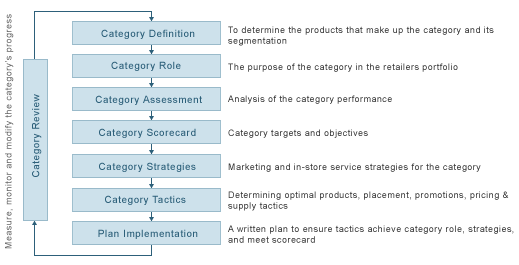 Measure, monitor and modify the category's progress
Category Review
Category Definition
To determine the products that make up the category and its
segmentation
Category Role
The purpose of the category in the retailers portfolio
Category Assessment
Analysis of the category performance
Category Scorecard
Category targets and objectives
Category Strategies
Marketing and in-store service strategies for the category
Category Tactics
Determining optimal products, placement, promotions, pricing &
supply tactics
Plan Implementation
A written plan to ensure tactics achieve category role, strategies,
and meet scorecard